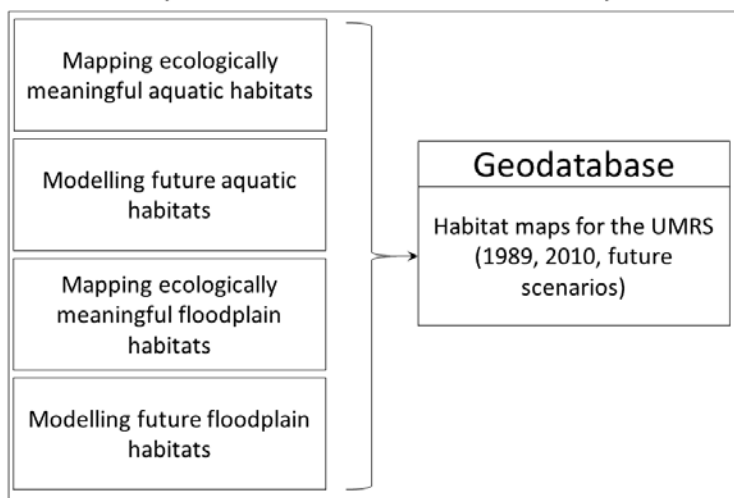 Mapping ecologically
meaningful aquatic habitats
Modelling future aquatic
habitats
Mapping ecologically
meaningful floodplain
habitats
Modelling future floodplain
habitats
Geodatabase
Habitat maps for the UMRS
(1989, 2010, future
scenarios)